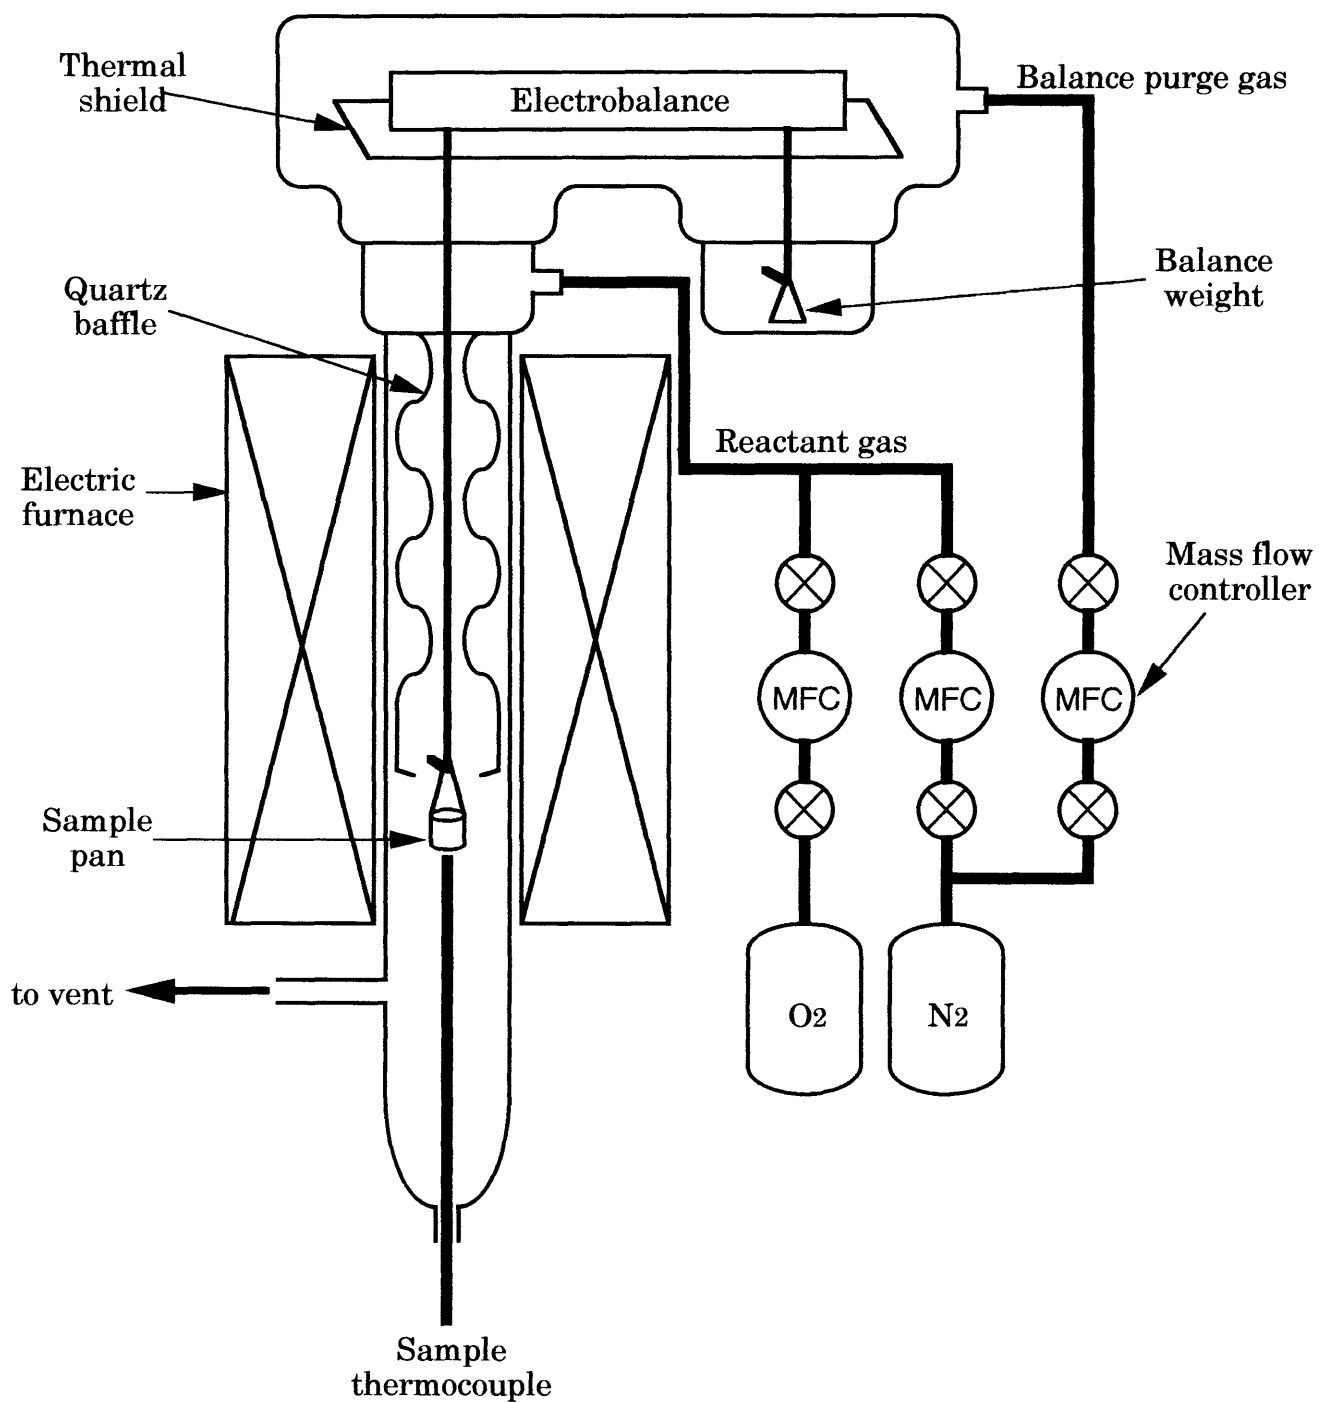 Thermal
shield
Electrobalance
Balance purge gas
Quartz
baffle
Balance
weight
Reactant gas
Electric
furnace
Mass flow
controller
MFC
MFC
MFC
Sample
pan
to vent
O2
N2
Sample
thermocouple